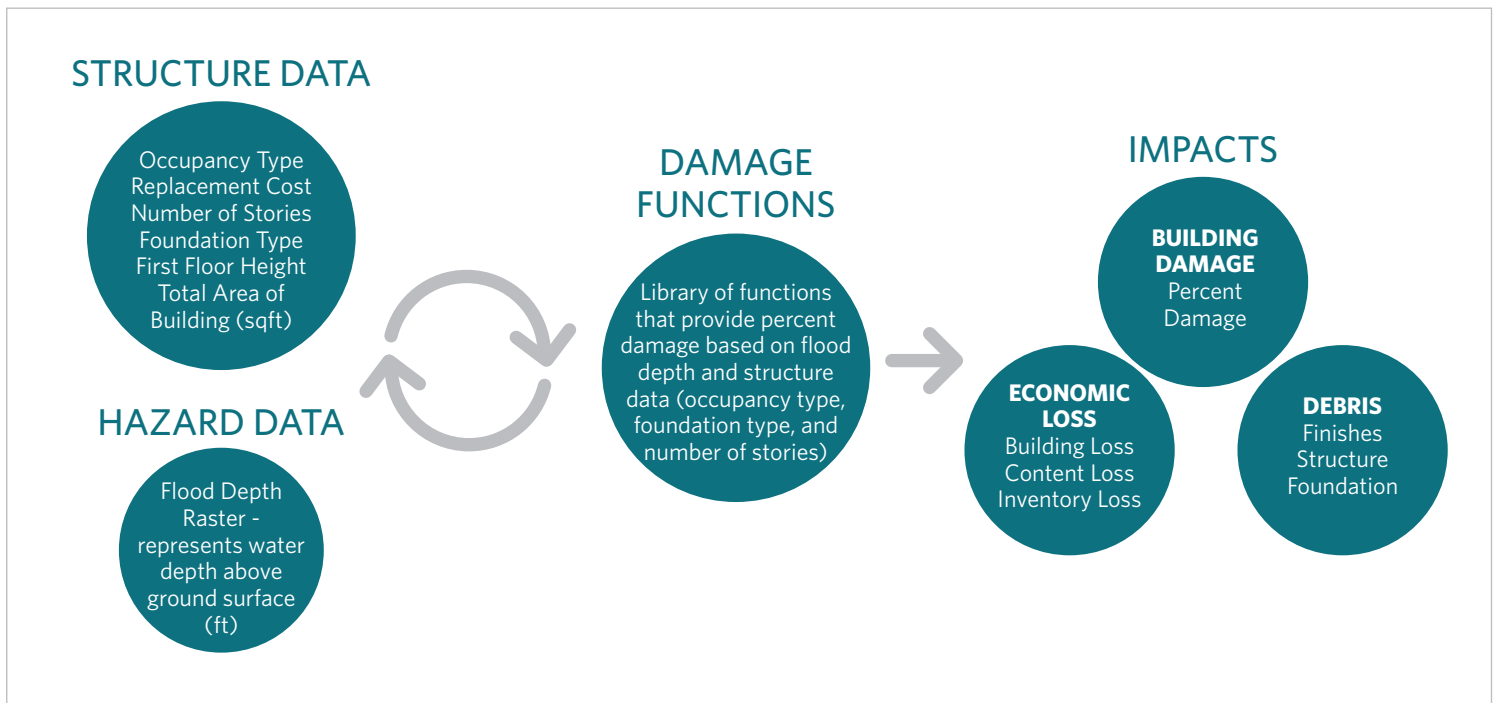 STRUCTURE DATA
Occupancy Type
Replacement Cost
Number of Stories
Foundation Type
First Floor Height
Total Area of
Building (sqft)
HAZARD DATA
Flood Depth
Raster -
represents water
depth above
ground surface
(ft)
DAMAGE
FUNCTIONS
Library of functions
that provide percent
damage based on flood
depth and structure
data (occupancy type,
foundation type, and
number of stories)
IMPACTS
BUILDING
DAMAGE
Percent
Damage
ECONOMIC
LOSS
Building Loss
Content Loss
Inventory Loss
DEBRIS
Finishes
Structure
Foundation